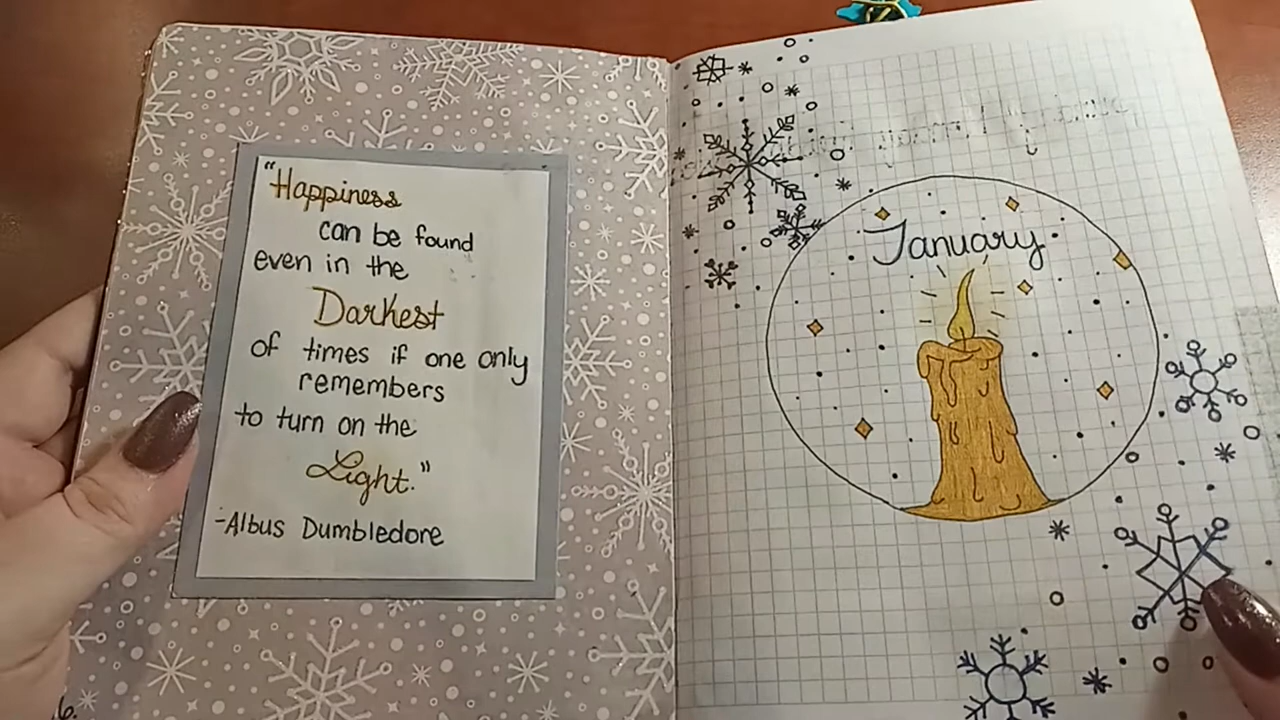 "Happiness
can be found
even in the
Darkest
of times if one only
remembers
to turn on the
Light."
-Albus Dumbledore
6.
January